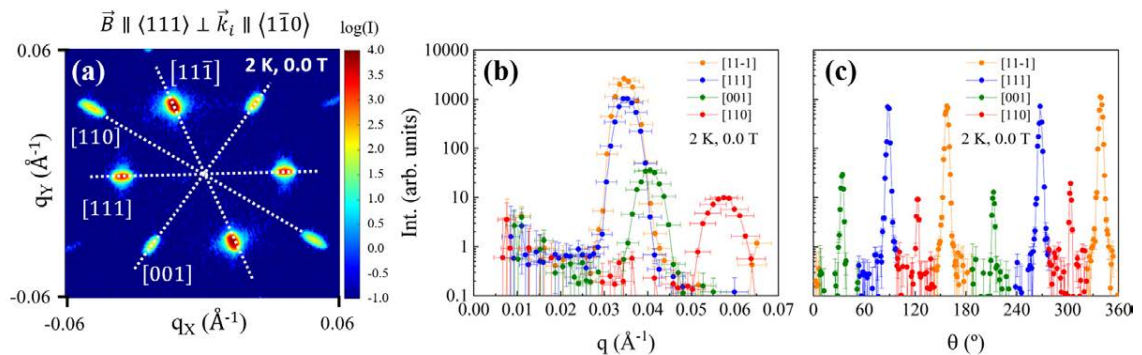 B⃗ ∥ ⟨111⟩ ⊥ k⃗ᵢ ∥ ⟨11̅0⟩
log(I)
0.06
(a)
[111̅]
2 K, 0.0 T
[110]
[111]
[001]
qY (Å⁻¹)
-0.06
-0.06
qX (Å⁻¹)
0.06
4.0
3.5
3.0
2.5
2.0
1.5
1.0
0.5
0.0
-0.5
-1.0
(b)
[11-1]
[111]
[001]
[110]
2 K, 0.0 T
Int. (arb. units)
10000
1000
100
10
1
0.1
0.00 0.01 0.02 0.03 0.04 0.05 0.06 0.07
q (Å⁻¹)
(c)
[11-1]
[111]
[001]
[110]
2 K, 0.0 T
0 60 120 180 240 300 360
θ (º)